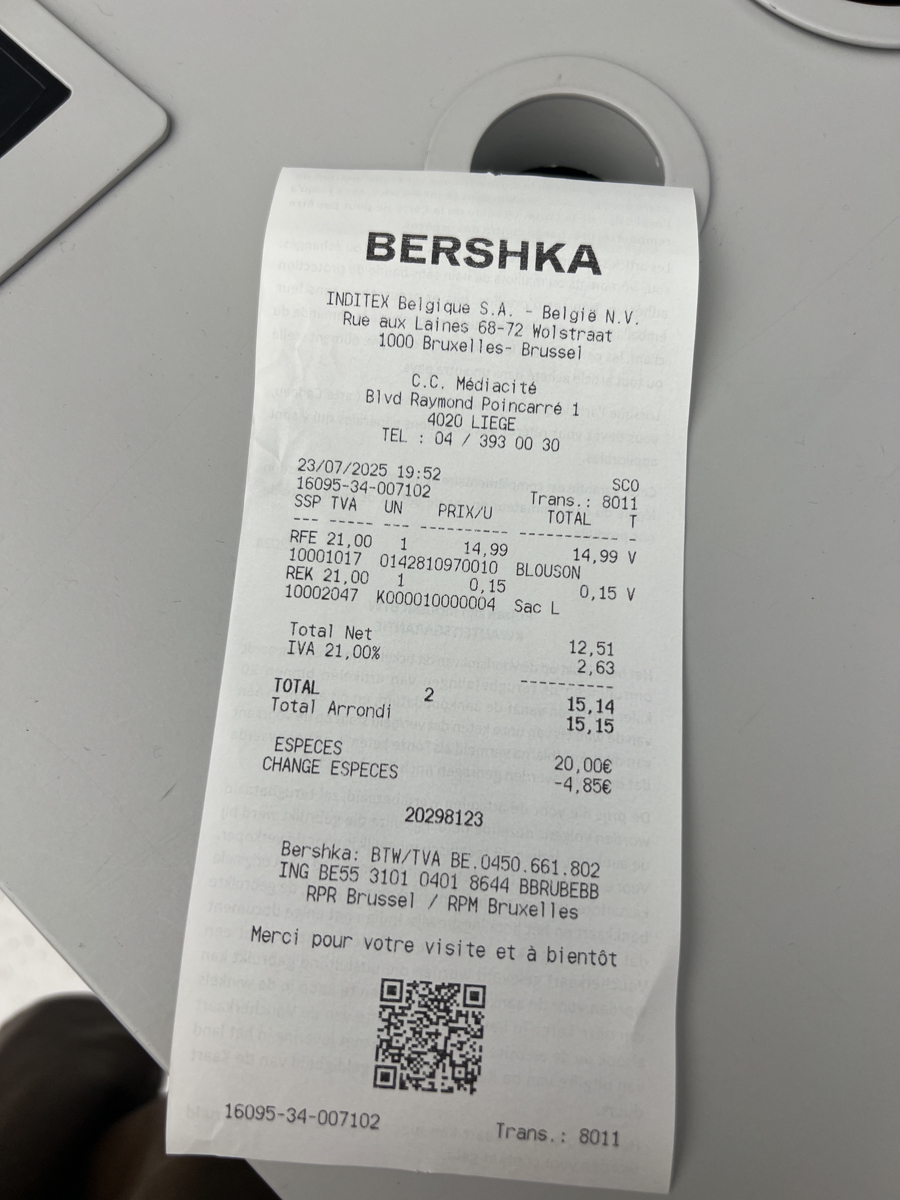 BERSHKA
INDITEX Belgique S.A. - België N.V.
Rue aux Laines 68-72 Wolstraat
1000 Bruxelles- Brussel
C.C. Médiacité
Blvd Raymond Poincarré 1
4020 LIEGE
TEL : 04 / 393 00 30
23/07/2025 19:52 SCO
16095-34-007102 Trans.: 8011
SSP TVA UN PRIX/U TOTAL T
--- ----- --- ---------- ----------- -
RFE 21,00 1 14,99 14,99 V
10001017 0142810970010 BLOUSON
REK 21,00 1 0,15 0,15 V
10002047 K000010000004 Sac L
Total Net 12,51
IVA 21,00% 2,63
----------
TOTAL 2 15,14
Total Arrondi 15,15
ESPECES 20,00€
CHANGE ESPECES -4,85€
20298123
Bershka: BTW/TVA BE.0450.661.802
ING BE55 3101 0401 8644 BBRUBEBB
RPR Brussel / RPM Bruxelles
Merci pour votre visite et à bientôt
16095-34-007102 Trans.: 8011